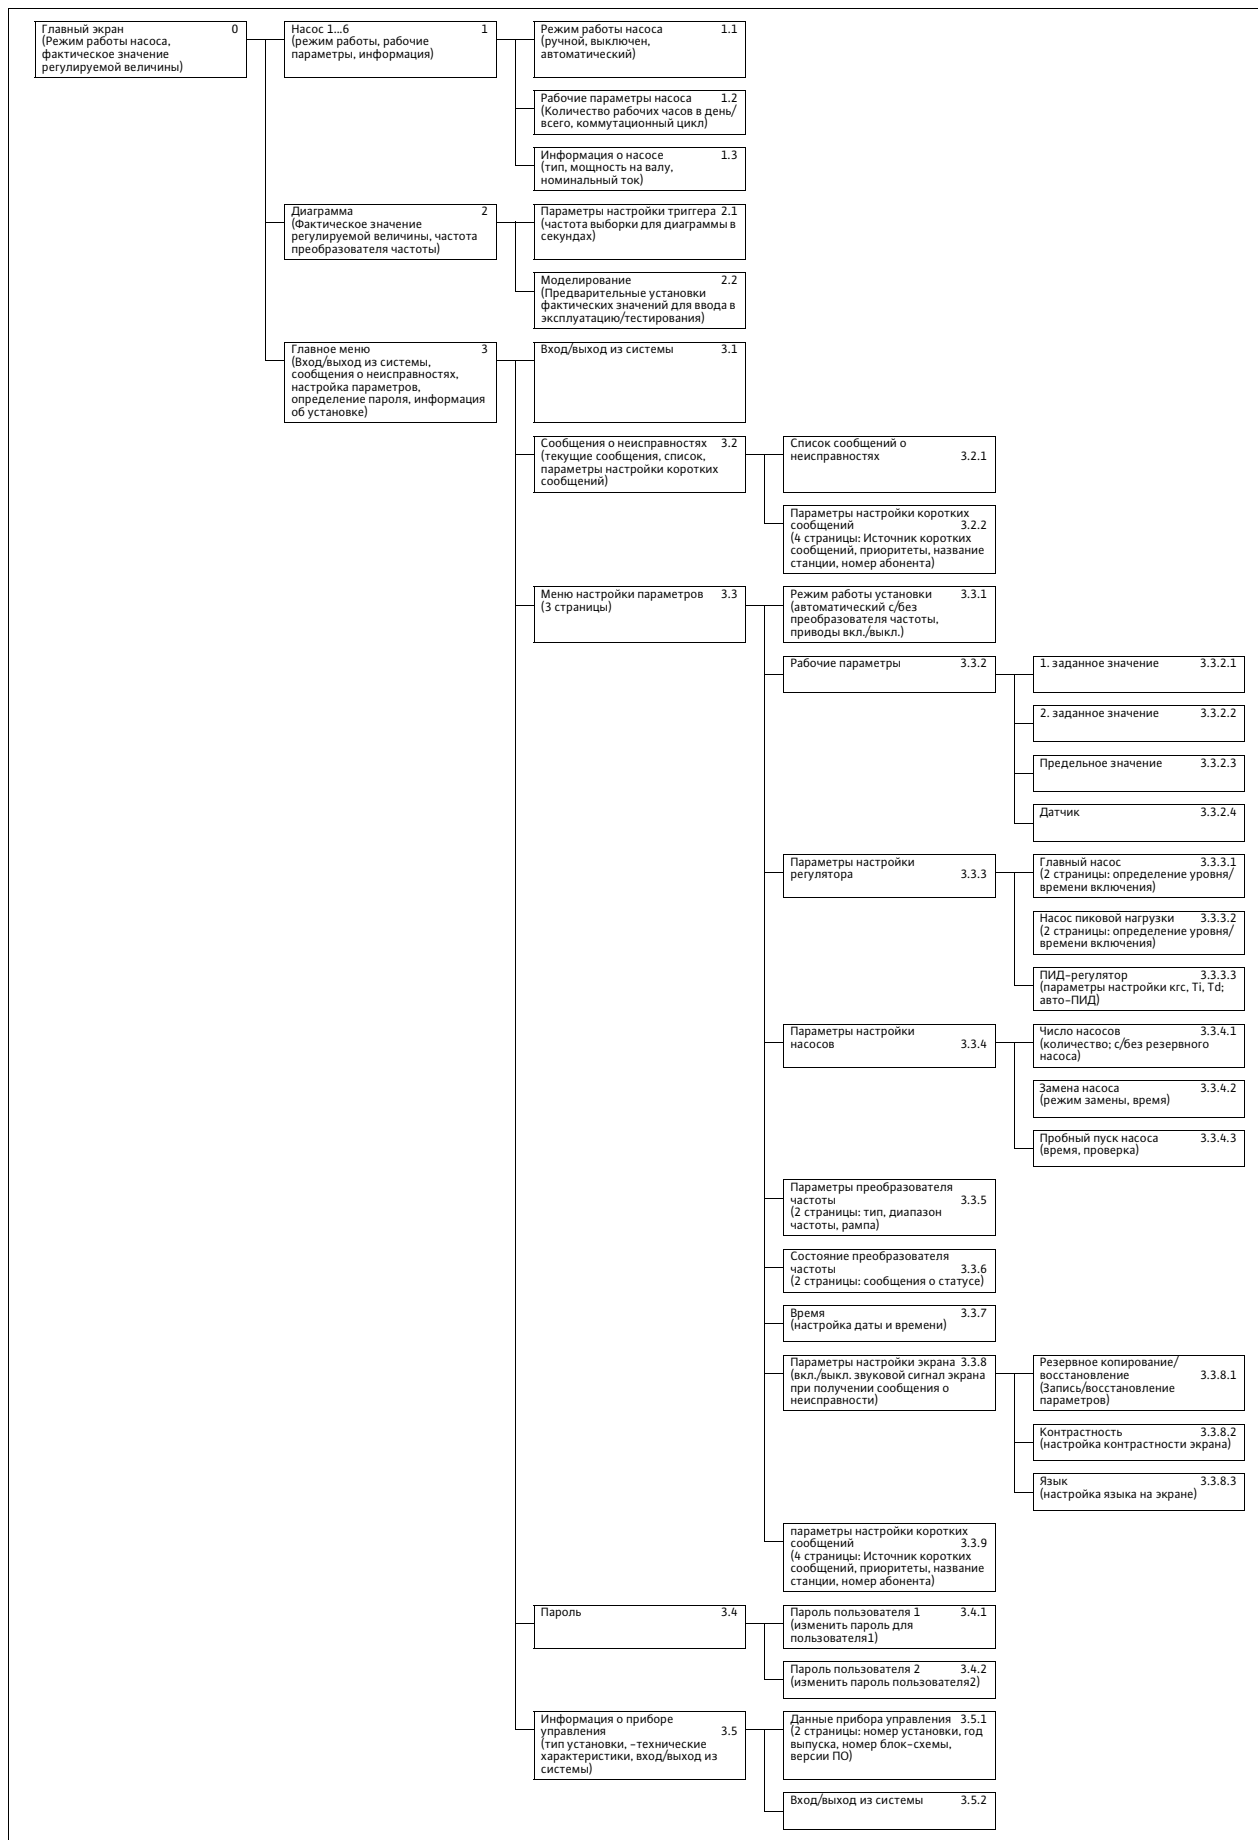 Главный экран 0
(Режим работы насоса,
фактическое значение
регулируемой величины)
Насос 1...6 1
(режим работы, рабочие
параметры, информация)
Режим работы насоса 1.1
(ручной, выключен,
автоматический)
Рабочие параметры насоса 1.2
(Количество рабочих часов в день/
всего, коммутационный цикл)
Информация о насосе 1.3
(тип, мощность на валу,
номинальный ток)
Диаграмма 2
(Фактическое значение
регулируемой величины, частота
преобразователя частоты)
Параметры настройки триггера 2.1
(частота выборки для диаграммы в
секундах)
Моделирование 2.2
(Предварительные установки
фактических значений для ввода в
эксплуатацию/тестирования)
Главное меню 3
(Вход/выход из системы,
сообщения о неисправностях,
настройка параметров,
определение пароля, информация
об установке)
Вход/выход из системы 3.1
Сообщения о неисправностях 3.2
(текущие сообщения, список,
параметры настройки коротких
сообщений)
Список сообщений о
неисправностях 3.2.1
Параметры настройки коротких
сообщений 3.2.2
(4 страницы: Источник коротких
сообщений, приоритеты, название
станции, номер абонента)
Меню настройки параметров 3.3
(3 страницы)
Режим работы установки 3.3.1
(автоматический с/без
преобразователя частоты,
приводы вкл./выкл.)
Рабочие параметры 3.3.2
1. заданное значение 3.3.2.1
2. заданное значение 3.3.2.2
Предельное значение 3.3.2.3
Датчик 3.3.2.4
Параметры настройки
регулятора 3.3.3
Главный насос 3.3.3.1
(2 страницы: определение уровня/
времени включения)
Насос пиковой нагрузки 3.3.3.2
(2 страницы: определение уровня/
времени включения)
ПИД-регулятор 3.3.3.3
(параметры настройки кгс, Ti, Td;
авто-ПИД)
Параметры настройки
насосов 3.3.4
Число насосов 3.3.4.1
(количество; с/без резервного
насоса)
Замена насоса 3.3.4.2
(режим замены, время)
Пробный пуск насоса 3.3.4.3
(время, проверка)
Параметры преобразователя
частоты 3.3.5
(2 страницы: тип, диапазон
частоты, рампа)
Состояние преобразователя
частоты 3.3.6
(2 страницы: сообщения о статусе)
Время 3.3.7
(настройка даты и времени)
Параметры настройки экрана 3.3.8
(вкл./выкл. звуковой сигнал экрана
при получении сообщения о
неисправности)
Резервное копирование/
восстановление 3.3.8.1
(Запись/восстановление
параметров)
Контрастность 3.3.8.2
(настройка контрастности экрана)
Язык 3.3.8.3
(настройка языка на экране)
параметры настройки коротких
сообщений 3.3.9
(4 страницы: Источник коротких
сообщений, приоритеты, название
станции, номер абонента)
Пароль 3.4
Пароль пользователя 1 3.4.1
(изменить пароль для
пользователя1)
Пароль пользователя 2 3.4.2
(изменить пароль пользователя2)
Информация о приборе
управления 3.5
(тип установки, -технические
характеристики, вход/выход из
системы)
Данные прибора управления 3.5.1
(2 страницы: номер установки, год
выпуска, номер блок-схемы,
версии ПО)
Вход/выход из системы 3.5.2